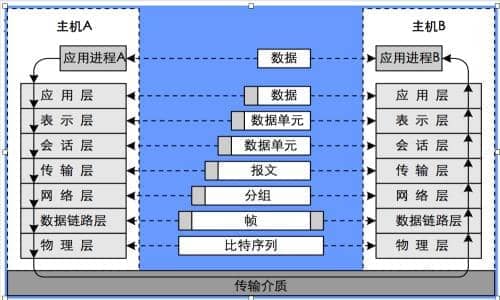 主机A
主机B
应用进程A
数据
应用进程B
应用层
数据
应用层
表示层
数据单元
表示层
会话层
数据单元
会话层
传输层
报文
传输层
网络层
分组
网络层
数据链路层
帧
数据链路层
物理层
比特序列
物理层
传输介质